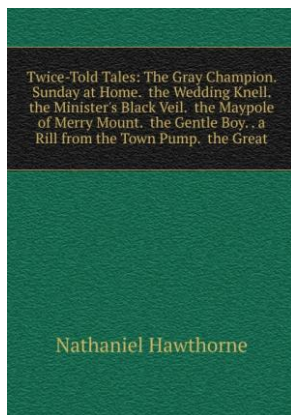 Twice-Told Tales: The Gray Champion.
Sunday at Home.  the Wedding Knell.
the Minister's Black Veil.  the Maypole
of Merry Mount.  the Gentle Boy. . a
Rill from the Town Pump.  the Great
Nathaniel Hawthorne